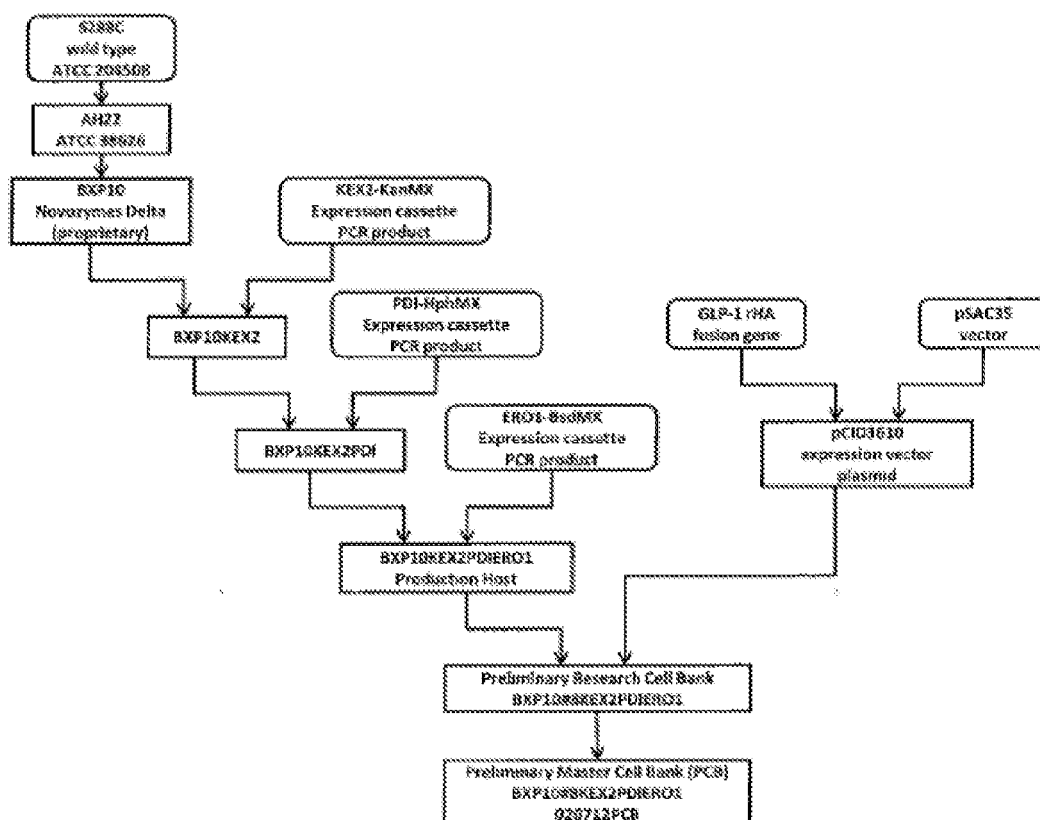 S288C
wild type
ATCC 204508
AH22
ATCC 38626
BXP10
Novozymes Delta
(proprietary)
KEX2-KanMX
Expression cassette
PCR product
BXP10KEX2
PDI-HphMX
Expression cassette
PCR product
GLP-1 rHA
fusion gene
pSAC35
vector
BXP10KEX2PDI
ERO1-BsdMX
Expression cassette
PCR product
pCID3610
expression vector
plasmid
BXP10KEX2PDIERO1
Production Host
Preliminary Research Cell Bank
Preliminary Master Cell Bank (PCB)
020712PCB